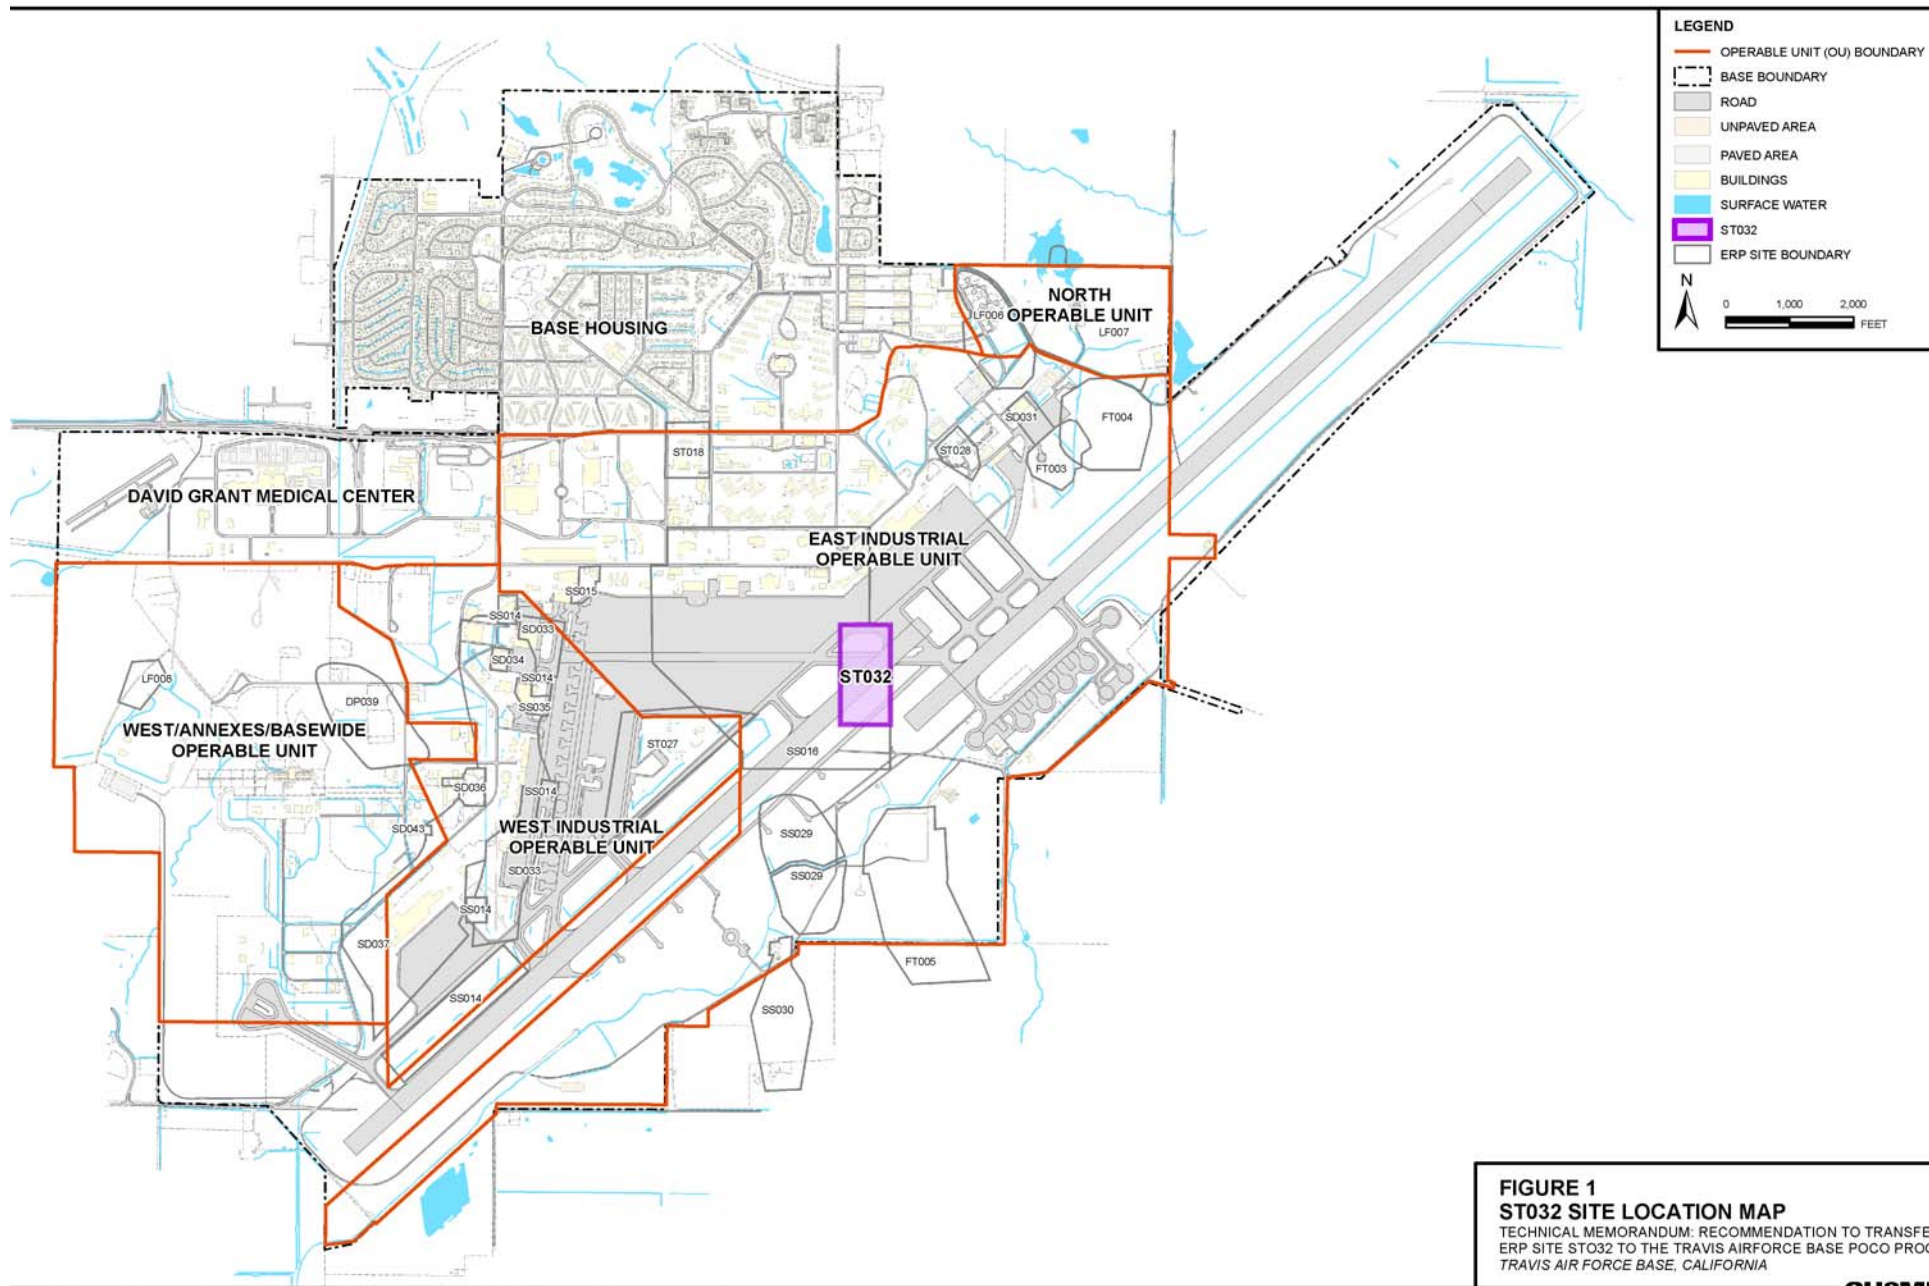 LEGEND
OPERABLE UNIT (OU) BOUNDARY
BASE BOUNDARY
ROAD
UNPAVED AREA
PAVED AREA
BUILDINGS
SURFACE WATER
ST032
ERP SITE BOUNDARY
N
0 1,000 2,000
FEET
NORTH
OPERABLE UNIT
LF006
LF007
BASE HOUSING
FT004
SD031
ST028
FT003
ST018
DAVID GRANT MEDICAL CENTER
EAST INDUSTRIAL
OPERABLE UNIT
SS015
SS014
SD033
SD034
SS014
SS035
ST032
LF008
DP039
WEST/ANNEXES/BASEWIDE
OPERABLE UNIT
ST027
SS016
SD036
SS014
SD043
WEST INDUSTRIAL
OPERABLE UNIT
SS029
SS029
SD033
SS014
SD037
FT005
SS014
SS030
FIGURE 1
ST032 SITE LOCATION MAP
TECHNICAL MEMORANDUM: RECOMMENDATION TO TRANSFE
ERP SITE STO32 TO THE TRAVIS AIRFORCE BASE POCO PROC
TRAVIS AIR FORCE BASE, CALIFORNIA